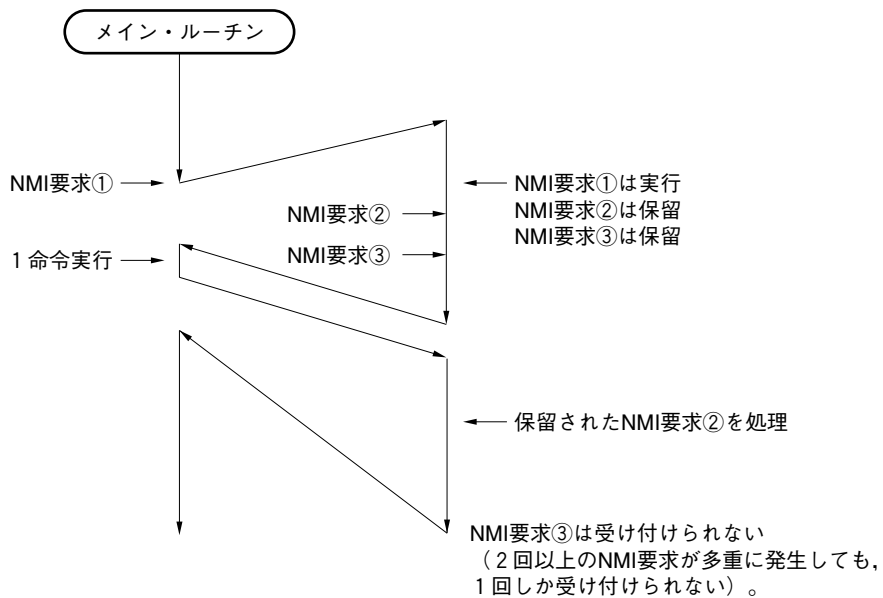 メイン・ルーチン
NMI要求①
NMI要求①は実行
NMI要求②
NMI要求②は保留
NMI要求③は保留
NMI要求③
1命令実行
保留されたNMI要求②を処理
NMI要求③は受け付けられない
（2回以上のNMI要求が多重に発生しても，
1回しか受け付けられない）。